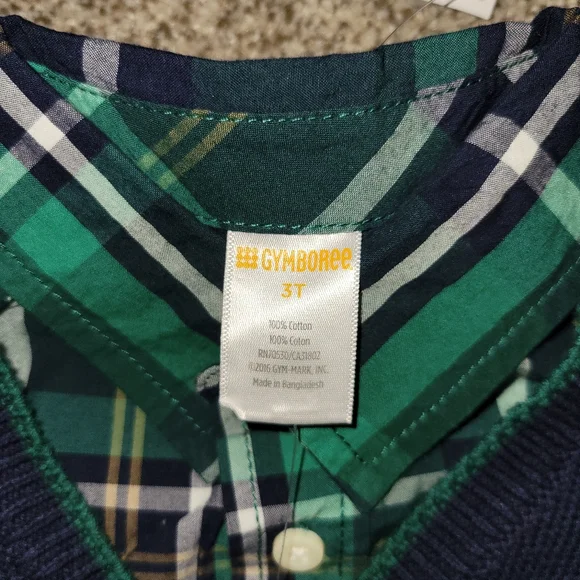 GYMBOREE
3T
100% Cotton
100% Coton
RN70530/CA31802
©2016 GYM-MARK, INC.
Made in Bangladesh